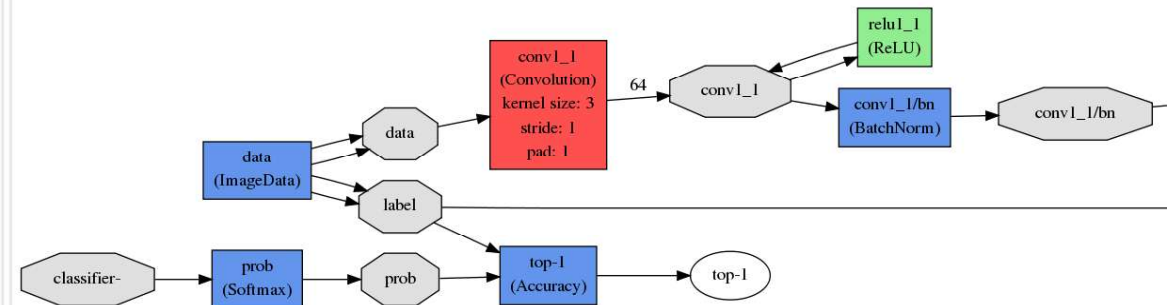 relu1_1
(ReLU)
conv1_1
(Convolution)
kernel size: 3
stride: 1
pad: 1
64
conv1_1
conv1_1/bn
(BatchNorm)
conv1_1/bn
data
data
(ImageData)
label
classifier-
prob
(Softmax)
prob
top-1
(Accuracy)
top-1